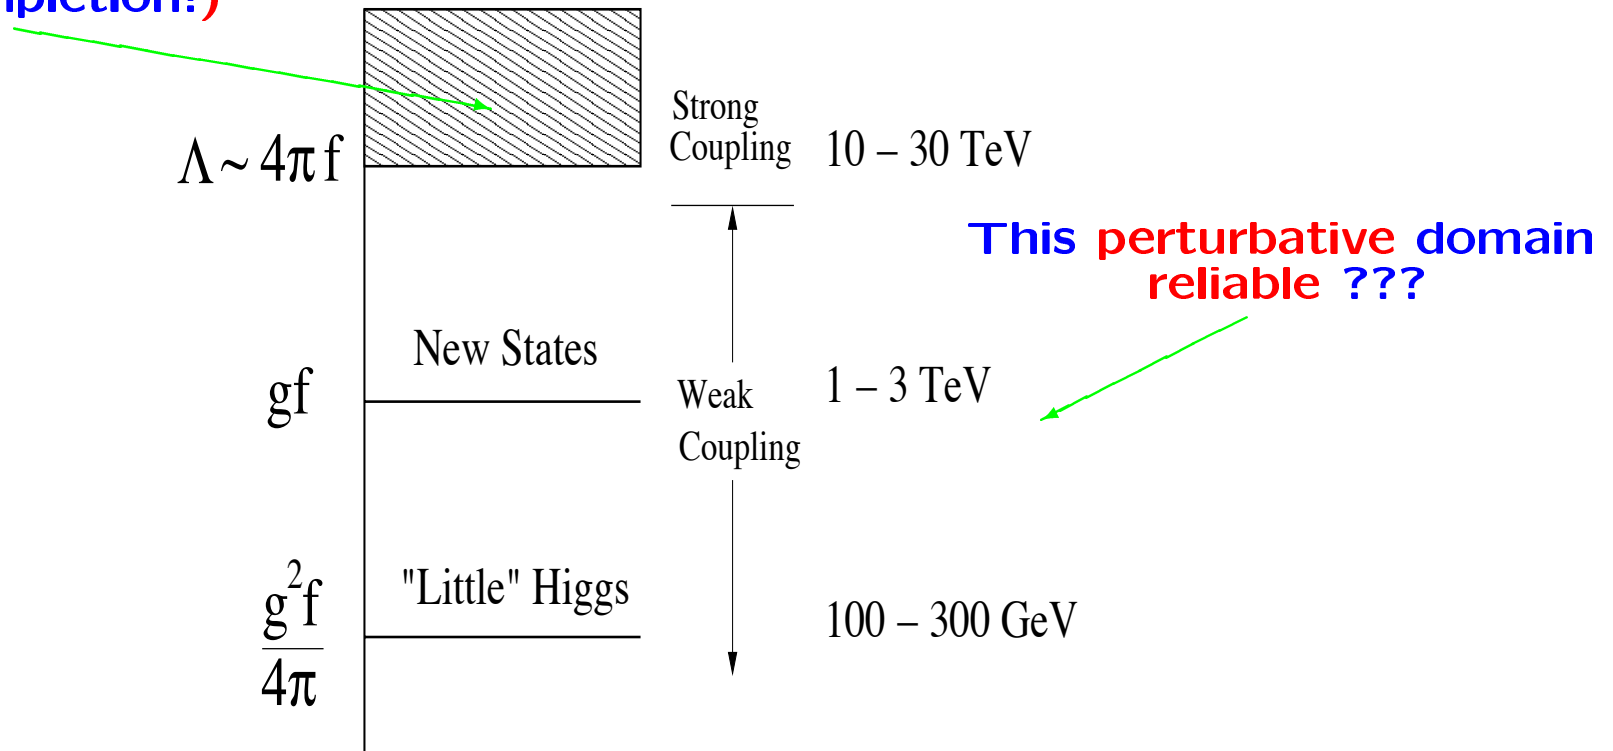 Strong
Coupling
Λ ~ 4π f
10 – 30 TeV
This perturbative domain
reliable ???
New States
gf
Weak
Coupling
1 – 3 TeV
"Little" Higgs
g²f
4π
100 – 300 GeV